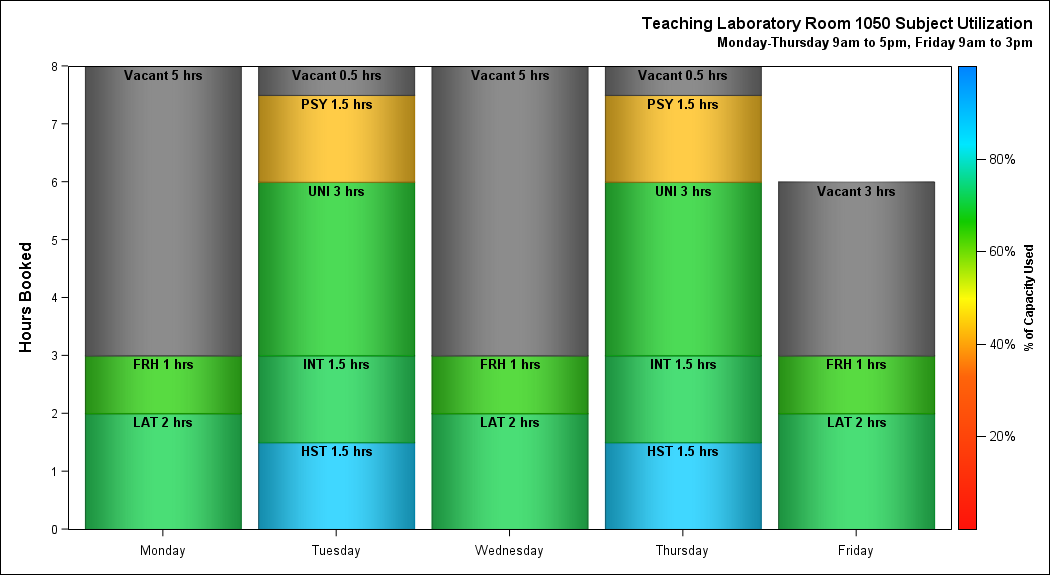 Teaching Laboratory Room 1050 Subject Utilization
Monday-Thursday 9am to 5pm, Friday 9am to 3pm
Hours Booked
8
7
6
5
4
3
2
1
0
Vacant 5 hrs
FRH 1 hrs
LAT 2 hrs
Monday
Vacant 0.5 hrs
PSY 1.5 hrs
UNI 3 hrs
INT 1.5 hrs
HST 1.5 hrs
Tuesday
Vacant 5 hrs
FRH 1 hrs
LAT 2 hrs
Wednesday
Vacant 0.5 hrs
PSY 1.5 hrs
UNI 3 hrs
INT 1.5 hrs
HST 1.5 hrs
Thursday
Vacant 3 hrs
FRH 1 hrs
LAT 2 hrs
Friday
80%
60%
40%
20%
% of Capacity Used